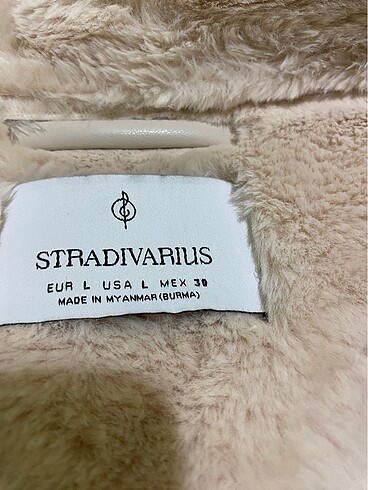 STRADIVARIUS
EUR L USA L MEX 30
MADE IN MYANMAR (BURMA)